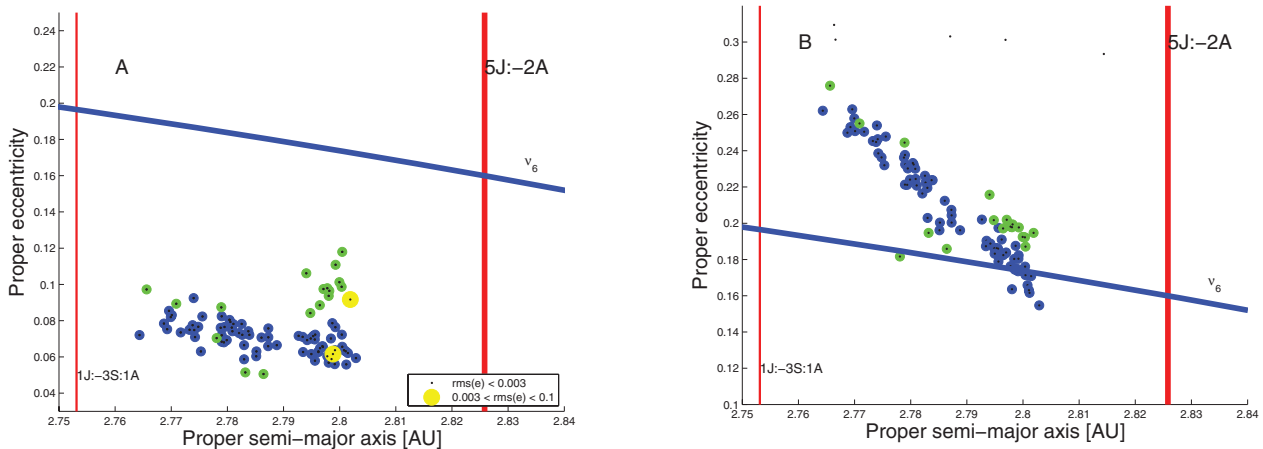 0.24
0.22
0.2
0.18
0.16
0.14
0.12
0.1
0.08
0.06
0.04
Proper eccentricity
A
5J:−2A
ν6
1J:−3S:1A
rms(e) < 0.003
0.003 < rms(e) < 0.1
2.75 2.76 2.77 2.78 2.79 2.8 2.81 2.82 2.83 2.84
Proper semi−major axis [AU]
0.3
0.28
0.26
0.24
0.22
0.2
0.18
0.16
0.14
0.12
0.1
Proper eccentricity
B
5J:−2A
ν6
1J:−3S:1A
2.75 2.76 2.77 2.78 2.79 2.8 2.81 2.82 2.83 2.84
Proper semi−major axis [AU]